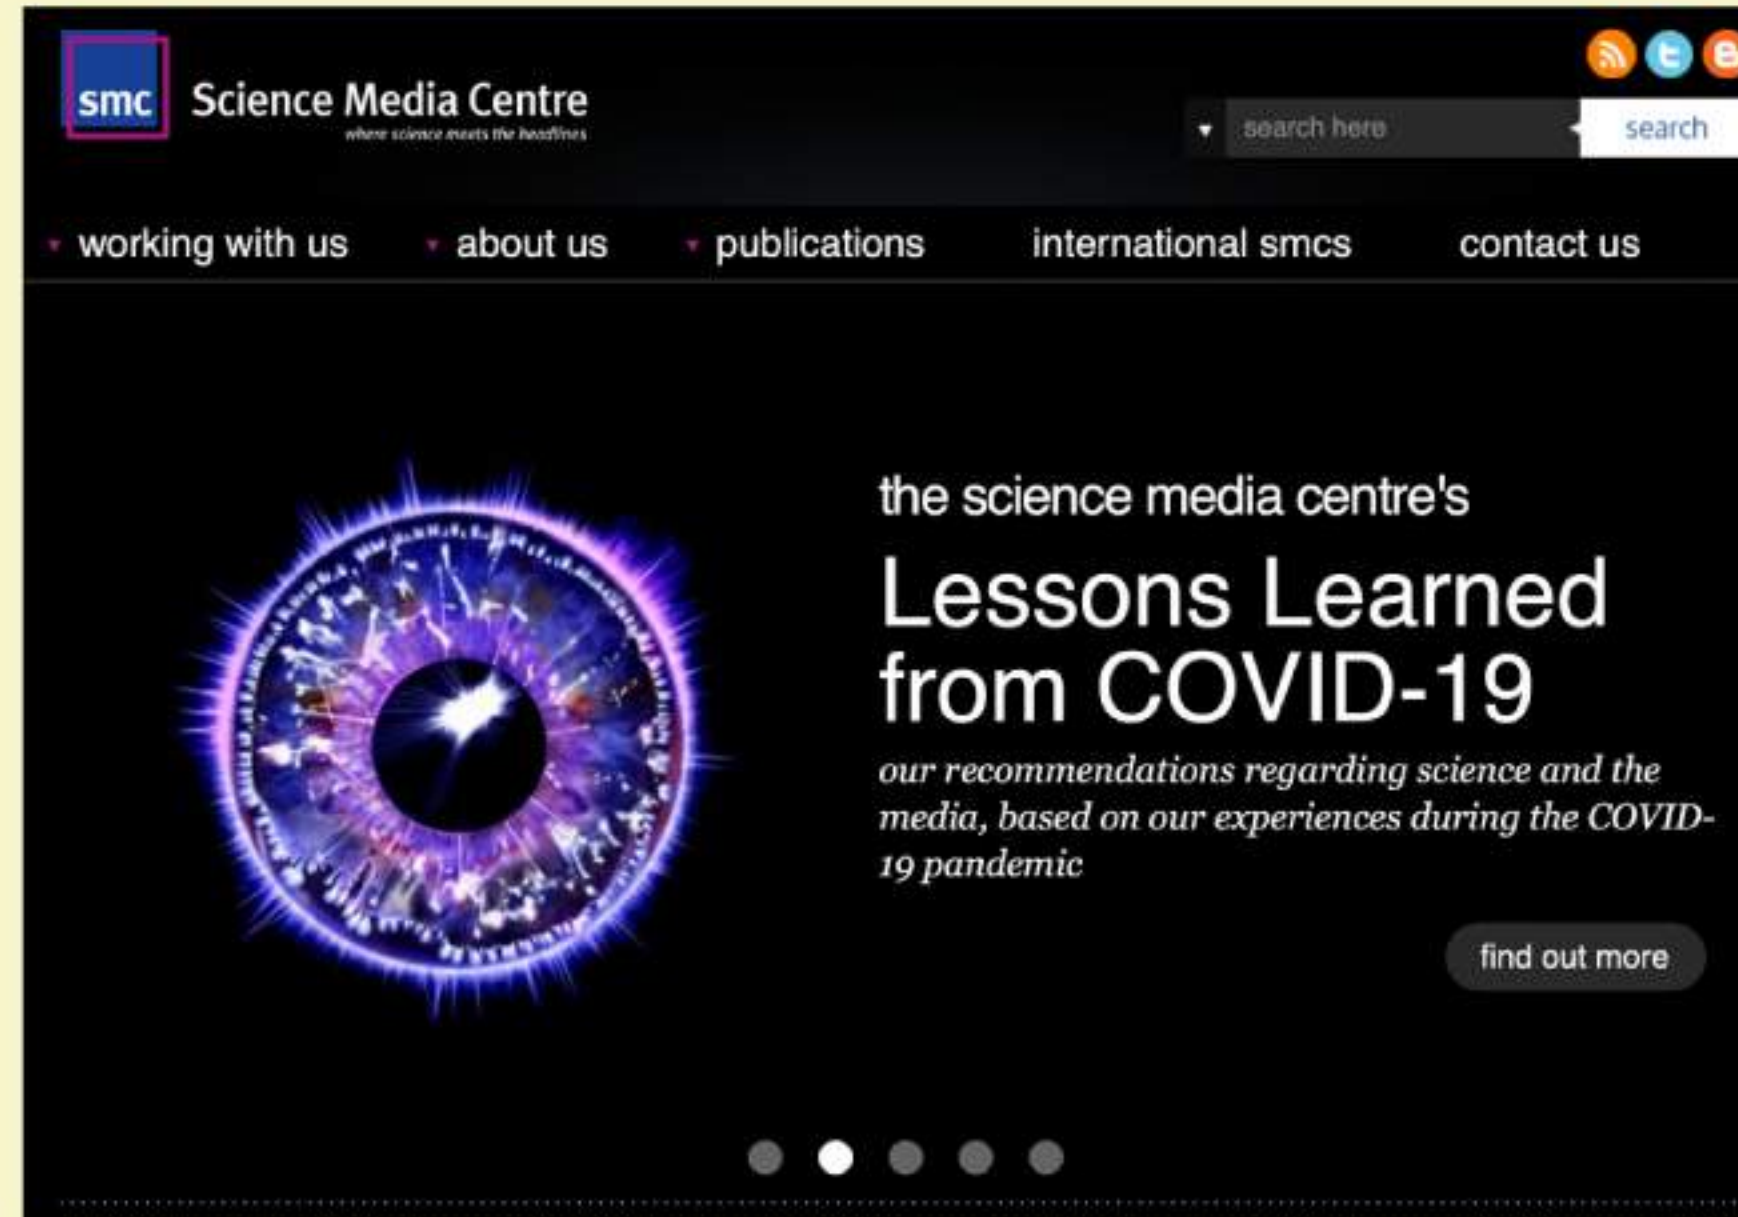 smc
Science Media Centre
where science meets the headlines
search here
search
working with us
about us
publications
international smcs
contact us
the science media centre's
Lessons Learned
from COVID-19
our recommendations regarding science and the
media, based on our experiences during the COVID-
19 pandemic
find out more